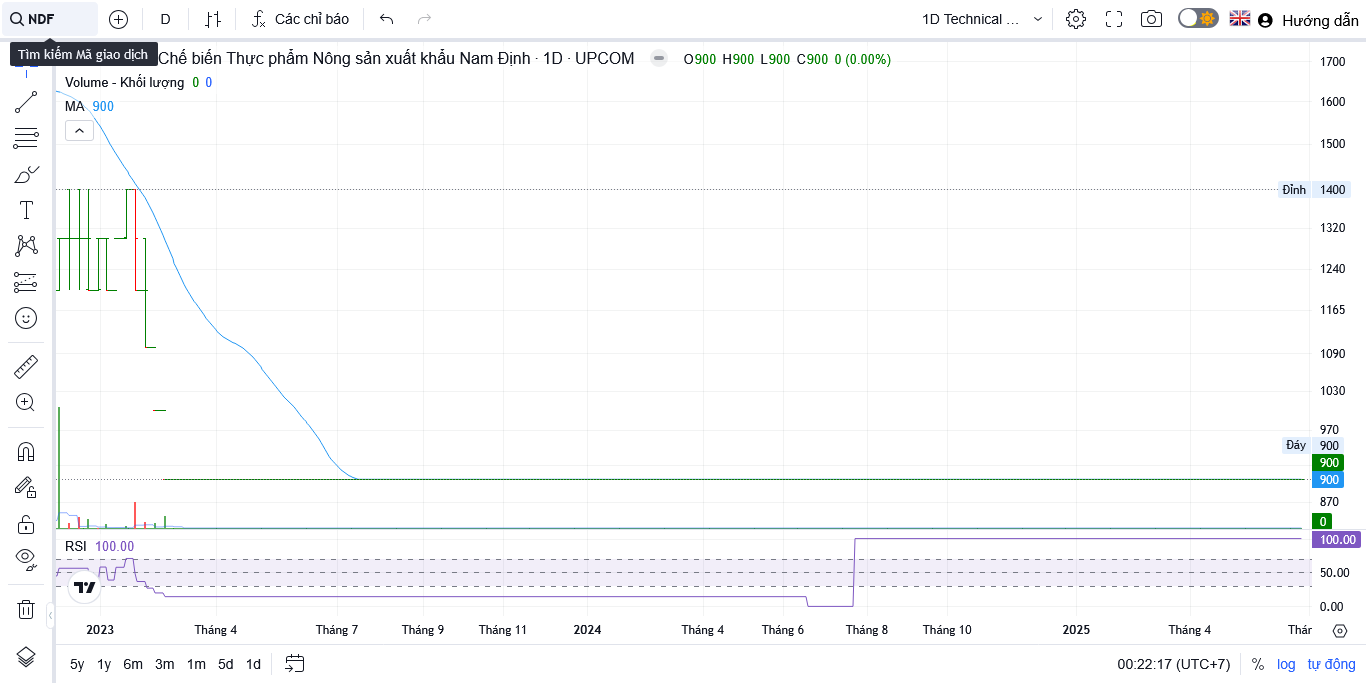 NDF
D
Các chỉ báo
1D Technical ...
Hướng dẫn
Tìm kiếm Mã giao dịch
Chế biến Thực phẩm Nông sản xuất khẩu Nam Định · 1D · UPCOM
O900 H900 L900 C900 0 (0.00%)
Volume - Khối lượng 0 0
MA 900
1700
1600
1500
Đỉnh 1400
1320
1240
1165
1090
1030
970
Đáy 900
900
900
870
0
RSI 100.00
100.00
50.00
0.00
2023 Tháng 4 Tháng 7 Tháng 9 Tháng 11 2024 Tháng 4 Tháng 6 Tháng 8 Tháng 10 2025 Tháng 4 Thár
5y 1y 6m 3m 1m 5d 1d
00:22:17 (UTC+7) % log tự động